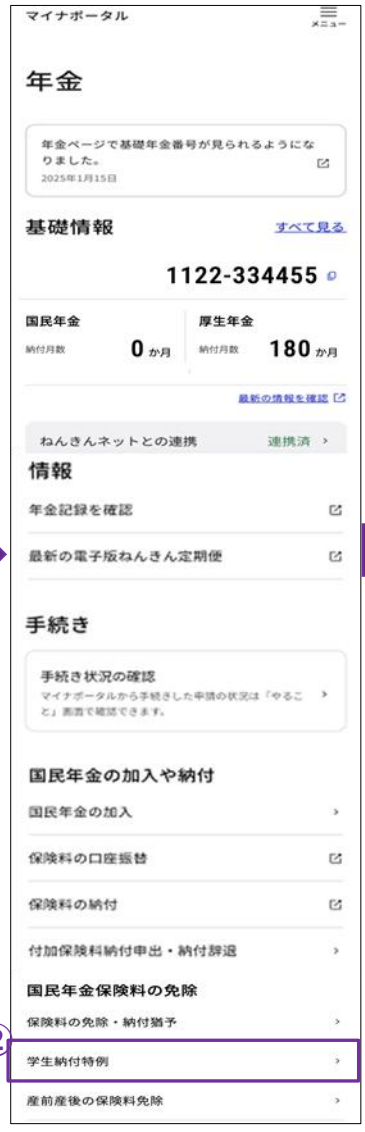 マイナポータル
メニュー
年金
年金ページで基礎年金番号が見られるようにな
りました。
2025年1月15日
基礎情報 すべて見る
1122-334455
国民年金 厚生年金
納付月数 0 か月 納付月数 180 か月
最新の情報を確認
ねんきんネットとの連携 連携済
情報
年金記録を確認
最新の電子版ねんきん定期便
手続き
手続き状況の確認
マイナポータルから手続きした申請の状況は「やるこ
と」画面で確認できます。
国民年金の加入や納付
国民年金の加入
保険料の口座振替
保険料の納付
付加保険料納付申出・納付辞退
国民年金保険料の免除
保険料の免除・納付猶予
②
学生納付特例
産前産後の保険料免除